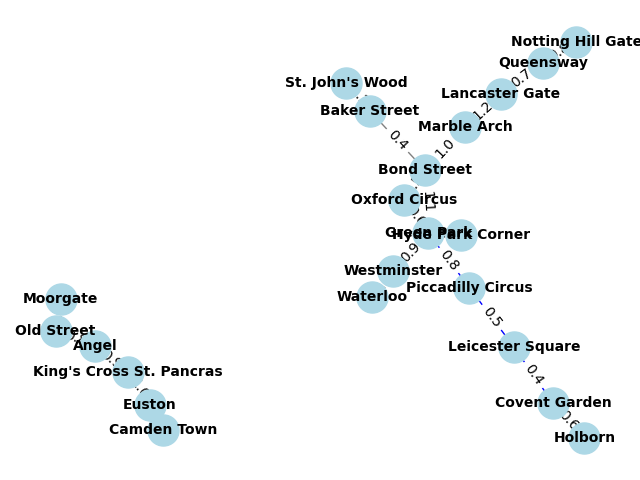 Notting Hill Gate
Queensway
0.7
St. John's Wood
Lancaster Gate
Baker Street
1.2
Marble Arch
0.4
1.0
Bond Street
Oxford Circus
1.1
Green Park
Hyde Park Corner
0.9
0.8
Westminster
Piccadilly Circus
Waterloo
Moorgate
0.5
Old Street
Angel
Leicester Square
King's Cross St. Pancras
0.4
Euston
Covent Garden
0.6
Camden Town
Holborn